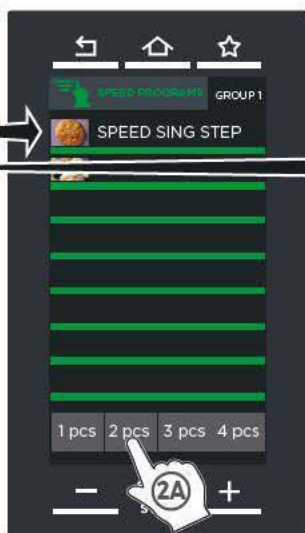 SPEED PROGRAMS GROUP 1
SPEED SING STEP
1 pcs 2 pcs 3 pcs 4 pcs
2A